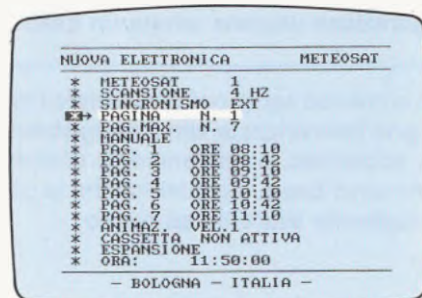 NUOVA ELETTRONICA METEOSAT
* METEOSAT 1
* SCANSIONE 4 HZ
* SINCRONISMO EXT
* → PAGINA N. 1
* PAG.MAX. N. 7
* MANUALE
* PAG. 1 ORE 08:10
* PAG. 2 ORE 08:42
* PAG. 3 ORE 09:10
* PAG. 4 ORE 09:42
* PAG. 5 ORE 10:10
* PAG. 6 ORE 10:42
* PAG. 7 ORE 11:10
* ANIMAZ. VEL.1
* CASSETTA NON ATTIVA
* ESPANSIONE
* ORA: 11:50:00
— BOLOGNA - ITALIA —